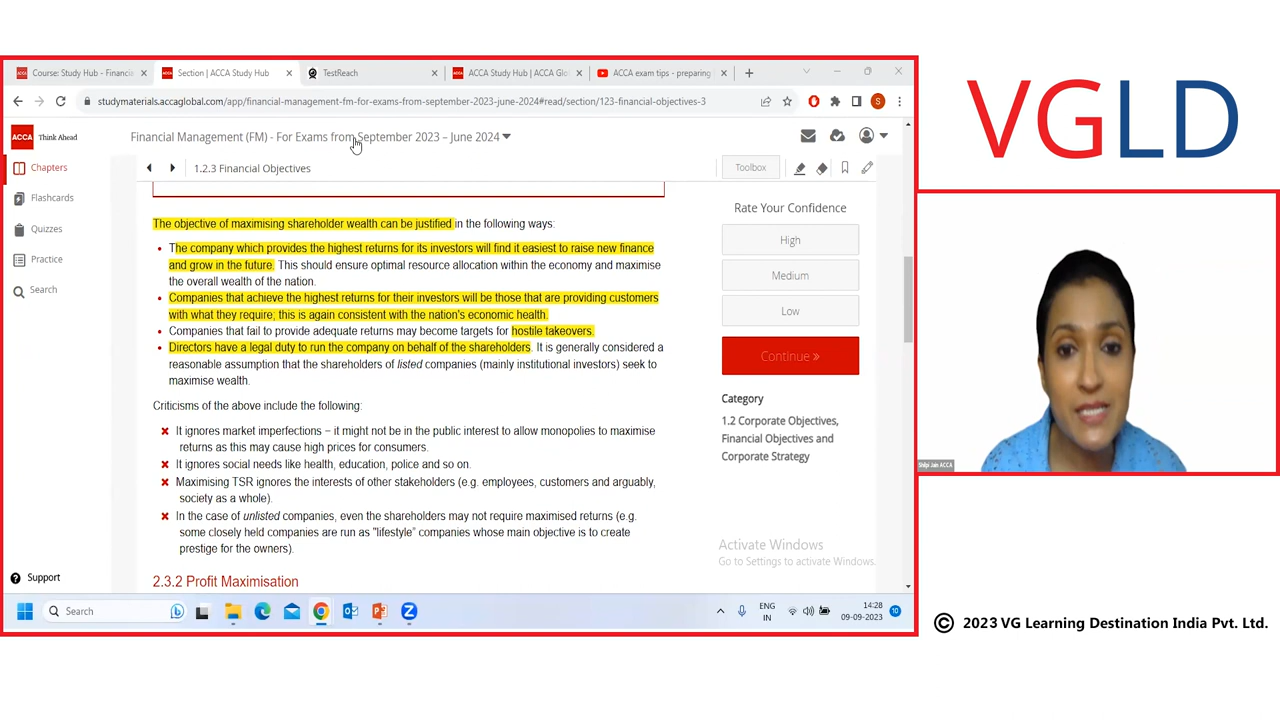 Course: Study Hub - Financi
Section | ACCA Study Hub
TestReach
ACCA Study Hub | ACCA Glo
ACCA exam tips - preparing
studymaterials.accaglobal.com/app/financial-management-fm-for-exams-from-september-2023-june-2024#read/section/123-financial-objectives-3
S
ACCA
Think Ahead
Financial Management (FM) - For Exams from September 2023 – June 2024
Chapters
Flashcards
Quizzes
Practice
Search
Support
1.2.3 Financial Objectives
Toolbox
The objective of maximising shareholder wealth can be justified in the following ways:
• The company which provides the highest returns for its investors will find it easiest to raise new finance
and grow in the future. This should ensure optimal resource allocation within the economy and maximise
the overall wealth of the nation.
• Companies that achieve the highest returns for their investors will be those that are providing customers
with what they require; this is again consistent with the nation's economic health.
• Companies that fail to provide adequate returns may become targets for hostile takeovers.
• Directors have a legal duty to run the company on behalf of the shareholders. It is generally considered a
reasonable assumption that the shareholders of listed companies (mainly institutional investors) seek to
maximise wealth.
Criticisms of the above include the following:
It ignores market imperfections – it might not be in the public interest to allow monopolies to maximise
returns as this may cause high prices for consumers.
It ignores social needs like health, education, police and so on.
Maximising TSR ignores the interests of other stakeholders (e.g. employees, customers and arguably,
society as a whole).
In the case of unlisted companies, even the shareholders may not require maximised returns (e.g.
some closely held companies are run as "lifestyle" companies whose main objective is to create
prestige for the owners).
2.3.2 Profit Maximisation
Rate Your Confidence
High
Medium
Low
Continue »
Category
1.2 Corporate Objectives,
Financial Objectives and
Corporate Strategy
Activate Windows
Go to Settings to activate Windows.
Search
ENG
IN
14:28
09-09-2023
10
VGLD
Shilpi Jain ACCA
© 2023 VG Learning Destination India Pvt. Ltd.